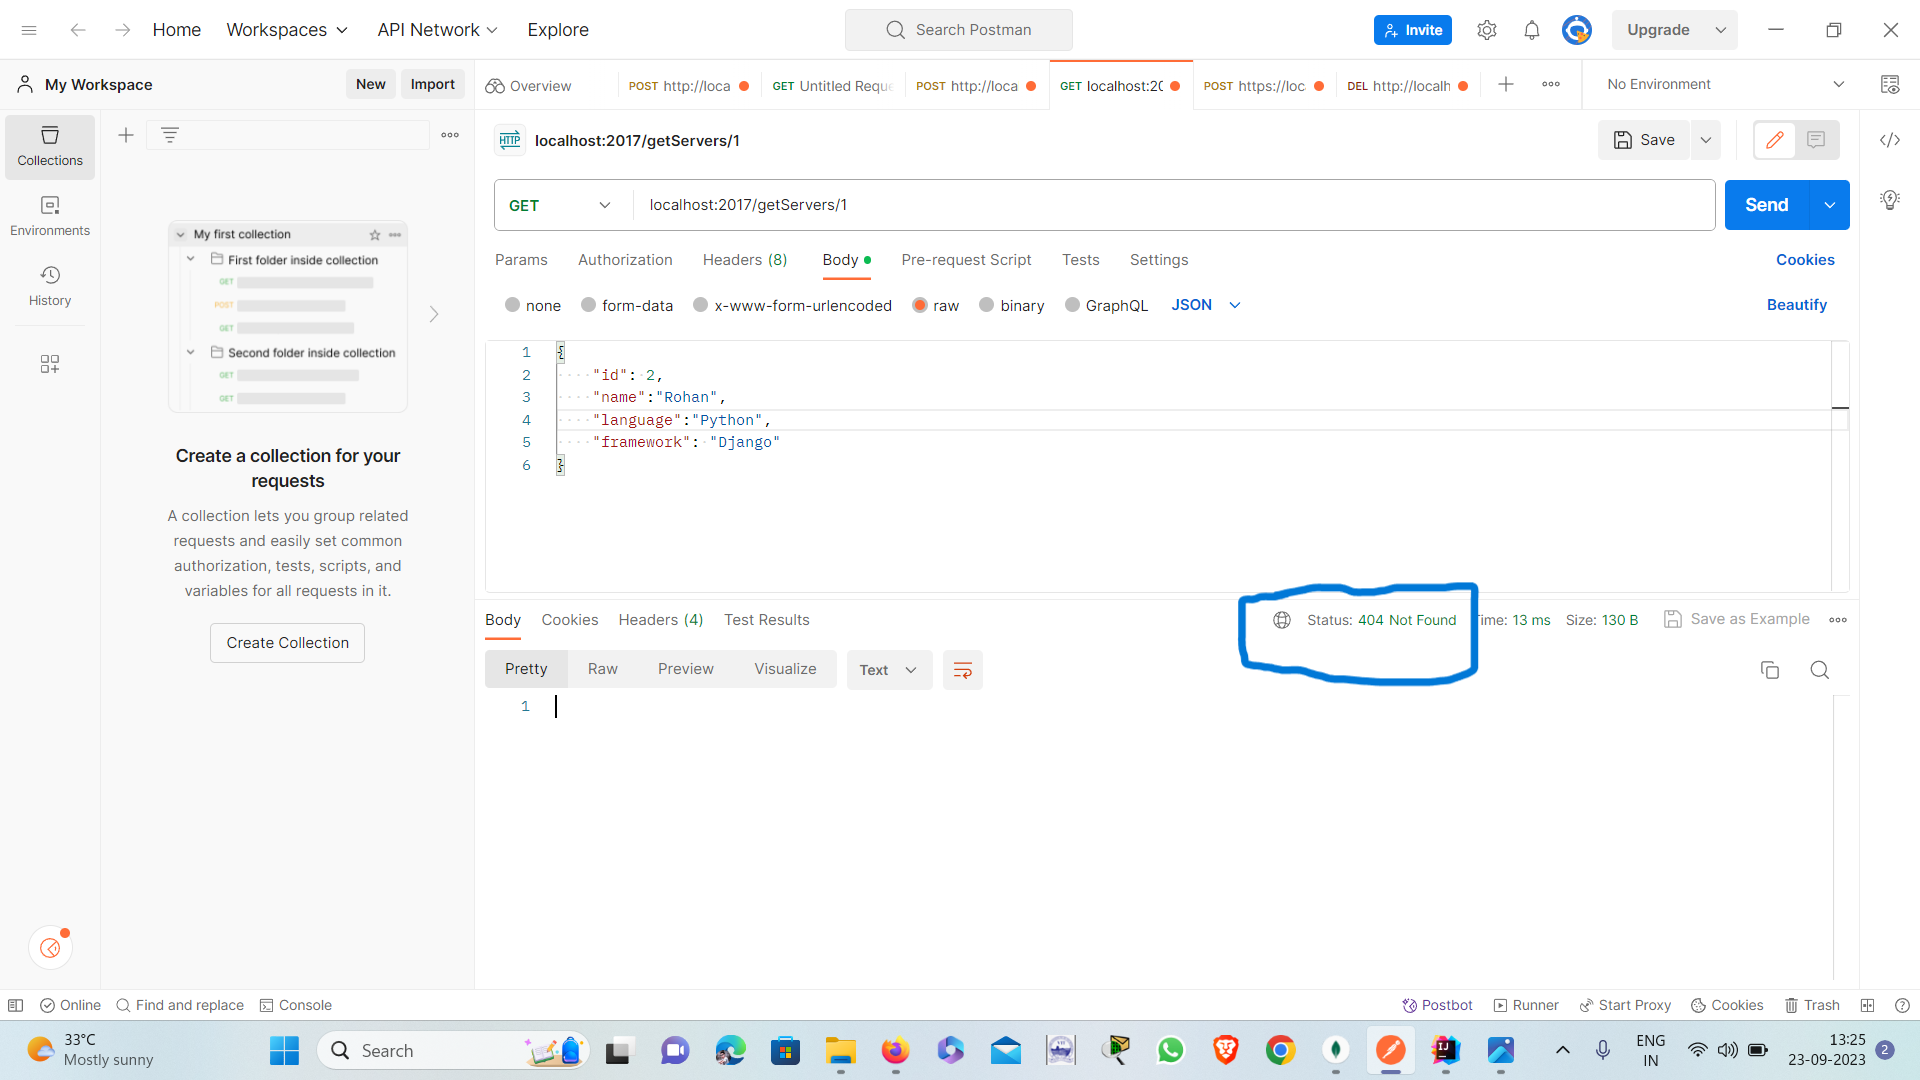 Home Workspaces API Network Explore Search Postman Invite Upgrade
My Workspace New Import Overview POST http://loca GET Untitled Reque POST http://loca GET localhost:20 POST https://loc DEL http://localh No Environment
Collections
Environments
History
My first collection
First folder inside collection
GET
POST
GET
Second folder inside collection
GET
GET
Create a collection for your
requests
A collection lets you group related
requests and easily set common
authorization, tests, scripts, and
variables for all requests in it.
Create Collection
HTTP localhost:2017/getServers/1 Save
GET localhost:2017/getServers/1 Send
Params Authorization Headers (8) Body Pre-request Script Tests Settings Cookies
none form-data x-www-form-urlencoded raw binary GraphQL JSON Beautify
1 {
2 "id": 2,
3 "name":"Rohan",
4 "language":"Python",
5 "framework": "Django"
6 }
Body Cookies Headers (4) Test Results Status: 404 Not Found Time: 13 ms Size: 130 B Save as Example
Pretty Raw Preview Visualize Text
1
Online Find and replace Console Postbot Runner Start Proxy Cookies Trash
33°C
Mostly sunny
Search
ENG
IN
13:25
23-09-2023
2